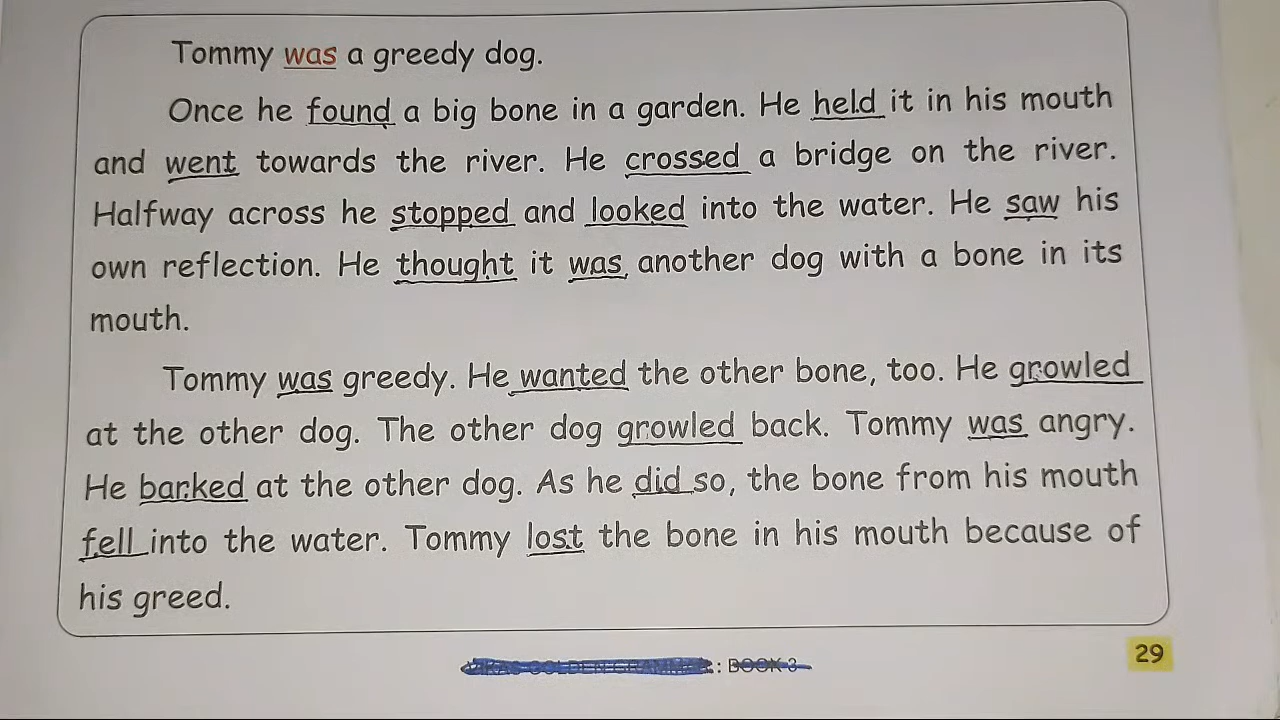 Tommy was a greedy dog.
Once he found a big bone in a garden. He held it in his mouth
and went towards the river. He crossed a bridge on the river.
Halfway across he stopped and looked into the water. He saw his
own reflection. He thought it was another dog with a bone in its
mouth.
Tommy was greedy. He wanted the other bone, too. He growled
at the other dog. The other dog growled back. Tommy was angry.
He barked at the other dog. As he did so, the bone from his mouth
fell into the water. Tommy lost the bone in his mouth because of
his greed.
: BOOK 3
29